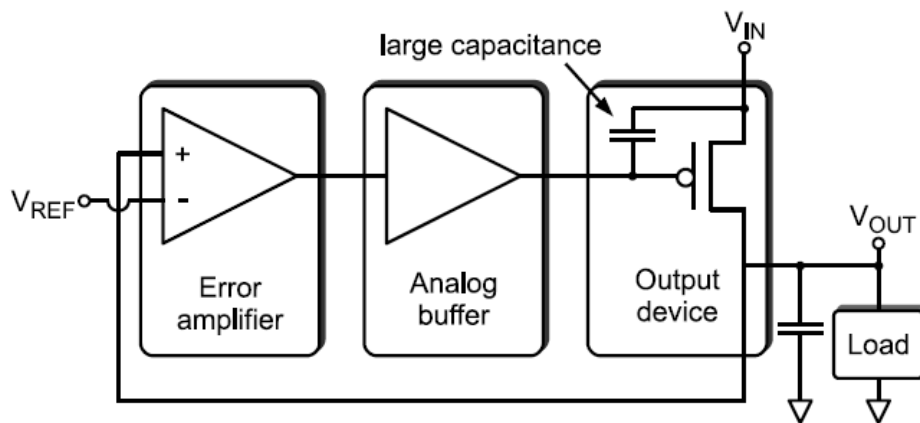 large capacitance
V_IN
+
V_REF
-
Error
amplifier
Analog
buffer
Output
device
V_OUT
Load